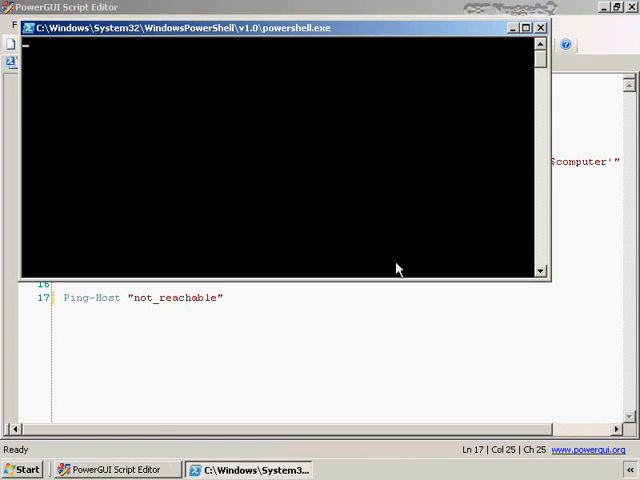 PowerGUI Script Editor
C:\Windows\System32\WindowsPowerShell\v1.0\powershell.exe
$computer'"
16
17 Ping-Host "not_reachable"
Ready
Ln 17 | Col 25 | Ch 25
www.powergui.org
Start
PowerGUI Script Editor
C:\Windows\System3...